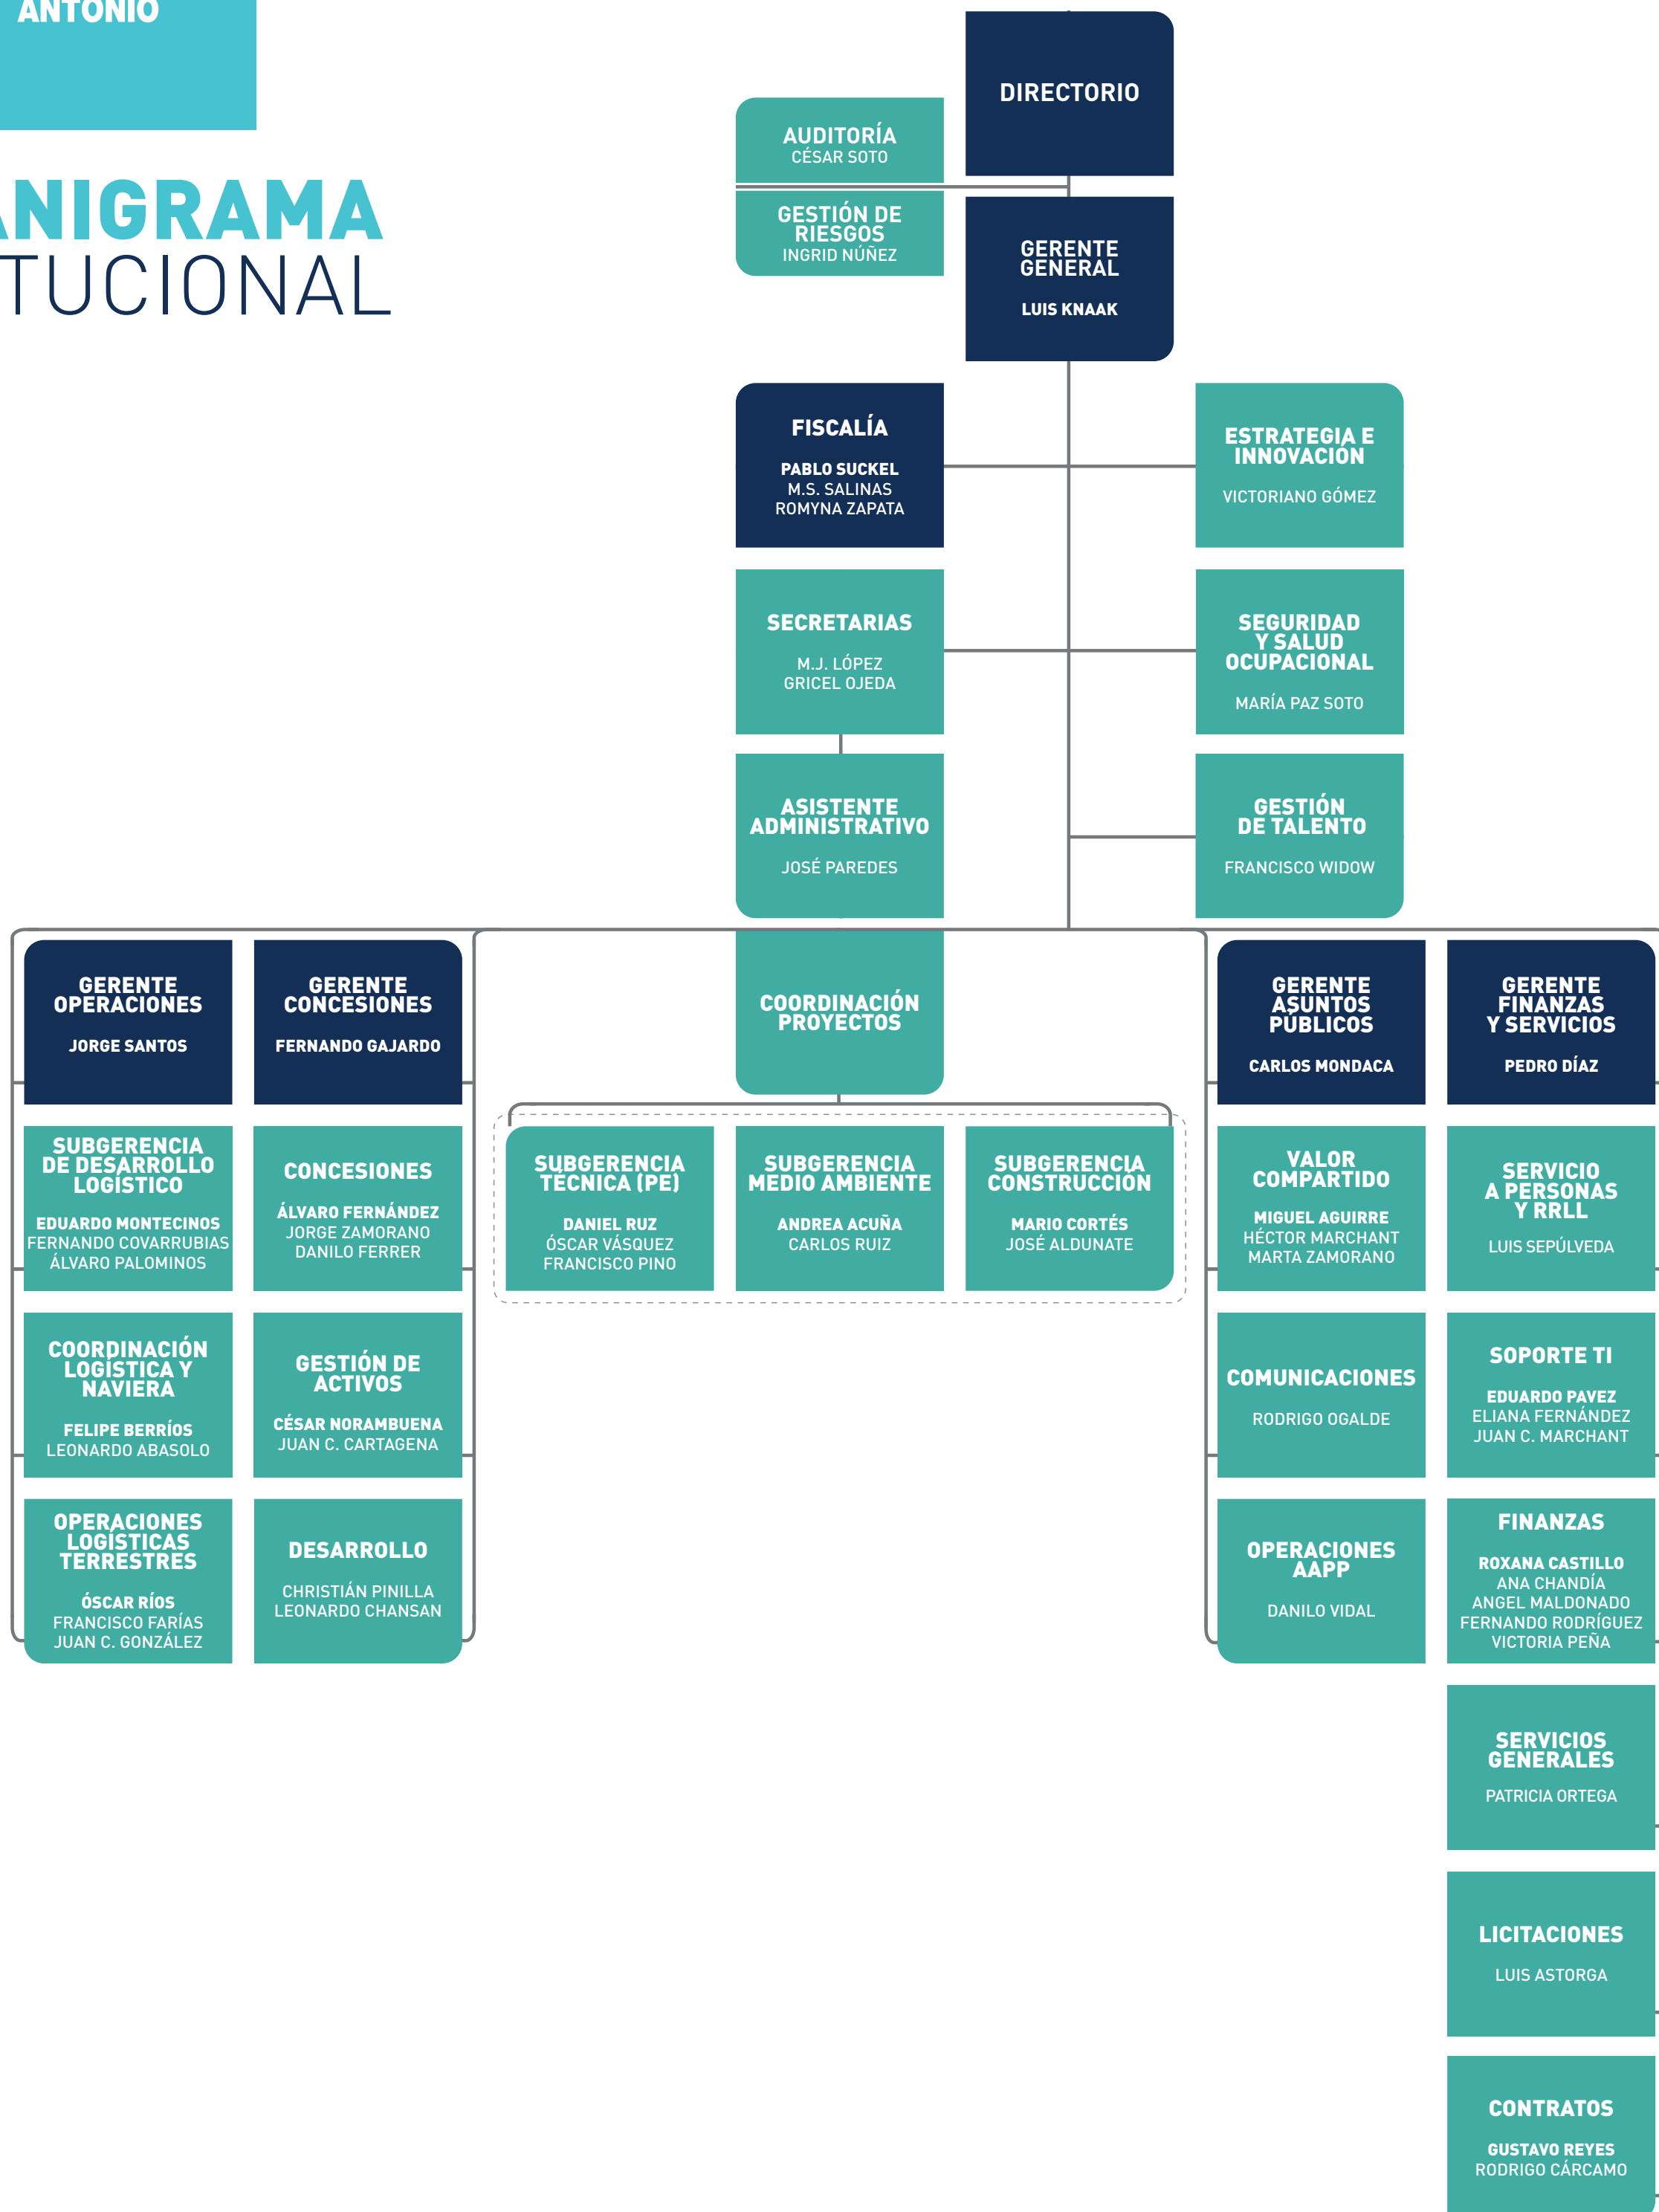 ANTONIO
ANIGRAMA
TUCIONAL
DIRECTORIO
AUDITORÍA
CÉSAR SOTO
GESTIÓN DE
RIESGOS
INGRID NÚÑEZ
GERENTE
GENERAL
LUIS KNAAK
FISCALÍA
PABLO SUCKEL
M.S. SALINAS
ROMYNA ZAPATA
ESTRATEGIA E
INNOVACIÓN
VICTORIANO GÓMEZ
SECRETARIAS
M.J. LÓPEZ
GRICEL OJEDA
SEGURIDAD
Y SALUD
OCUPACIONAL
MARÍA PAZ SOTO
ASISTENTE
ADMINISTRATIVO
JOSÉ PAREDES
GESTIÓN
DE TALENTO
FRANCISCO WIDOW
GERENTE
OPERACIONES
JORGE SANTOS
GERENTE
CONCESIONES
FERNANDO GAJARDO
COORDINACIÓN
PROYECTOS
GERENTE
ASUNTOS
PÚBLICOS
CARLOS MONDACA
GERENTE
FINANZAS
Y SERVICIOS
PEDRO DÍAZ
SUBGERENCIA
DE DESARROLLO
LOGÍSTICO
EDUARDO MONTECINOS
FERNANDO COVARRUBIAS
ÁLVARO PALOMINOS
CONCESIONES
ÁLVARO FERNÁNDEZ
JORGE ZAMORANO
DANILO FERRER
SUBGERENCIA
TÉCNICA (PE)
DANIEL RUZ
ÓSCAR VÁSQUEZ
FRANCISCO PINO
SUBGERENCIA
MEDIO AMBIENTE
ANDREA ACUÑA
CARLOS RUIZ
SUBGERENCIA
CONSTRUCCIÓN
MARIO CORTÉS
JOSÉ ALDUNATE
VALOR
COMPARTIDO
MIGUEL AGUIRRE
HÉCTOR MARCHANT
MARTA ZAMORANO
SERVICIO
A PERSONAS
Y RRLL
LUIS SEPÚLVEDA
COORDINACIÓN
LOGÍSTICA Y
NAVIERA
FELIPE BERRÍOS
LEONARDO ABASOLO
GESTIÓN DE
ACTIVOS
CÉSAR NORAMBUENA
JUAN C. CARTAGENA
COMUNICACIONES
RODRIGO OGALDE
SOPORTE TI
EDUARDO PAVEZ
ELIANA FERNÁNDEZ
JUAN C. MARCHANT
OPERACIONES
LOGÍSTICAS
TERRESTRES
ÓSCAR RÍOS
FRANCISCO FARÍAS
JUAN C. GONZÁLEZ
DESARROLLO
CHRISTIÁN PINILLA
LEONARDO CHANSAN
OPERACIONES
AAPP
DANILO VIDAL
FINANZAS
ROXANA CASTILLO
ANA CHANDÍA
ANGEL MALDONADO
FERNANDO RODRÍGUEZ
VICTORIA PEÑA
SERVICIOS
GENERALES
PATRICIA ORTEGA
LICITACIONES
LUIS ASTORGA
CONTRATOS
GUSTAVO REYES
RODRIGO CÁRCAMO